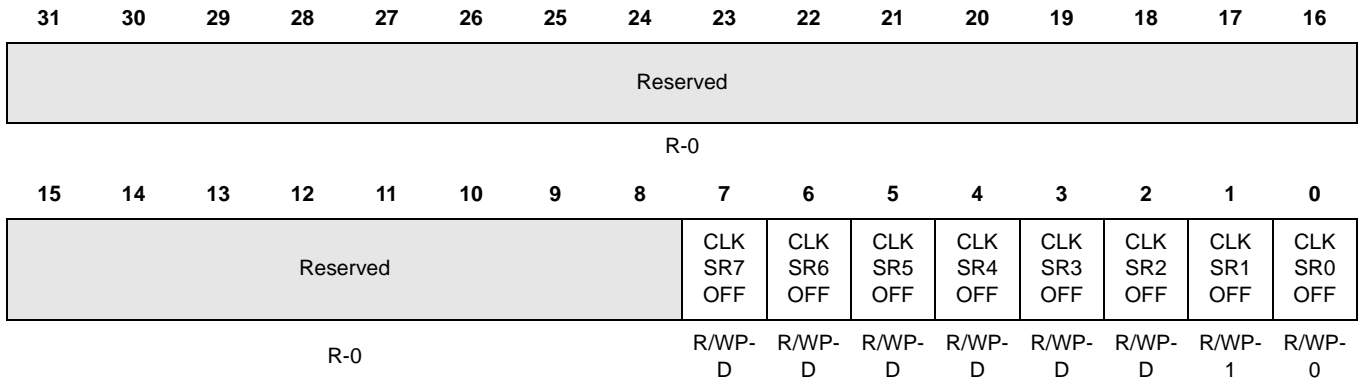 31 30 29 28 27 26 25 24 23 22 21 20 19 18 17 16
Reserved
R-0
15 14 13 12 11 10 9 8 7 6 5 4 3 2 1 0
Reserved
CLK SR7 OFF
CLK SR6 OFF
CLK SR5 OFF
CLK SR4 OFF
CLK SR3 OFF
CLK SR2 OFF
CLK SR1 OFF
CLK SR0 OFF
R-0
R/WP-D
R/WP-D
R/WP-D
R/WP-D
R/WP-D
R/WP-D
R/WP-1
R/WP-0